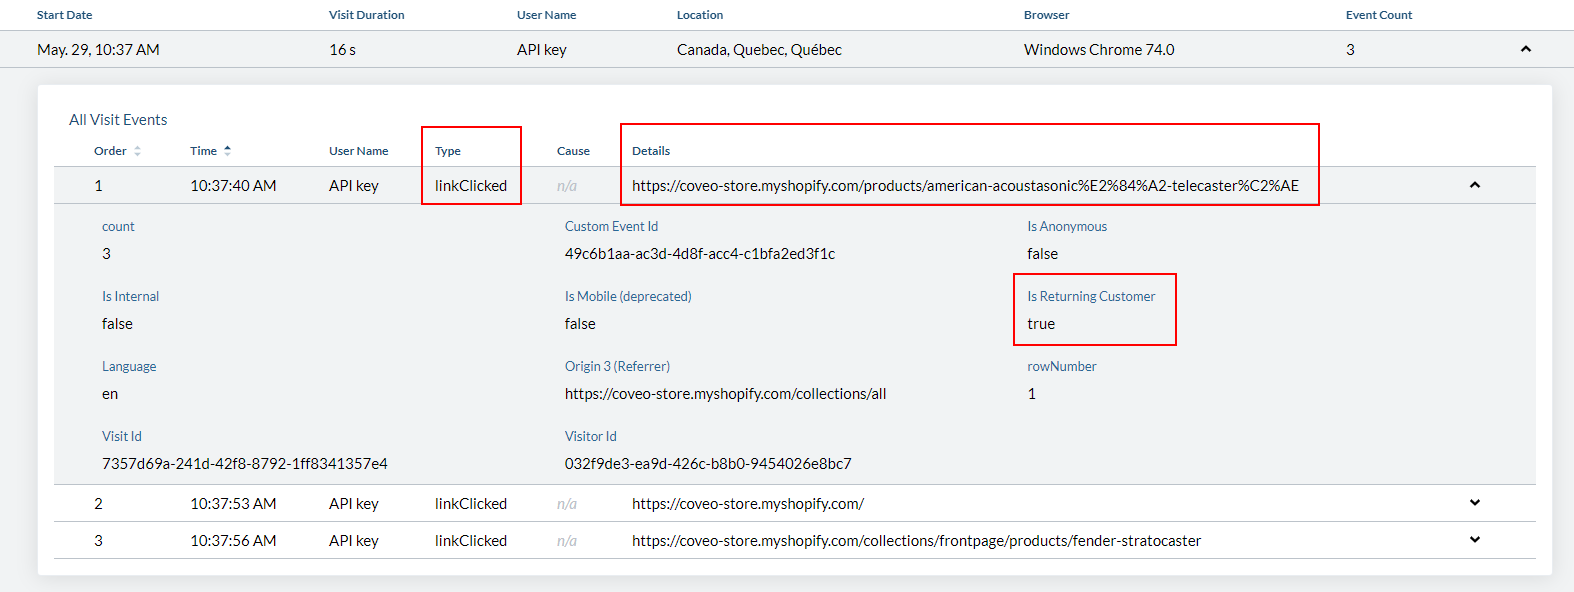 Start Date Visit Duration User Name Location Browser Event Count
May. 29, 10:37 AM 16 s API key Canada, Quebec, Québec Windows Chrome 74.0 3
All Visit Events
Order Time User Name Type Cause Details
1 10:37:40 AM API key linkClicked n/a https://coveo-store.myshopify.com/products/american-acoustasonic%E2%84%A2-telecaster%C2%AE
count Custom Event Id Is Anonymous
3 49c6b1aa-ac3d-4d8f-acc4-c1bfa2ed3f1c false
Is Internal Is Mobile (deprecated) Is Returning Customer
false false true
Language Origin 3 (Referrer) rowNumber
en https://coveo-store.myshopify.com/collections/all 1
Visit Id Visitor Id
7357d69a-241d-42f8-8792-1ff8341357e4 032f9de3-ea9d-426c-b8b0-9454026e8bc7
2 10:37:53 AM API key linkClicked n/a https://coveo-store.myshopify.com/
3 10:37:56 AM API key linkClicked n/a https://coveo-store.myshopify.com/collections/frontpage/products/fender-stratocaster